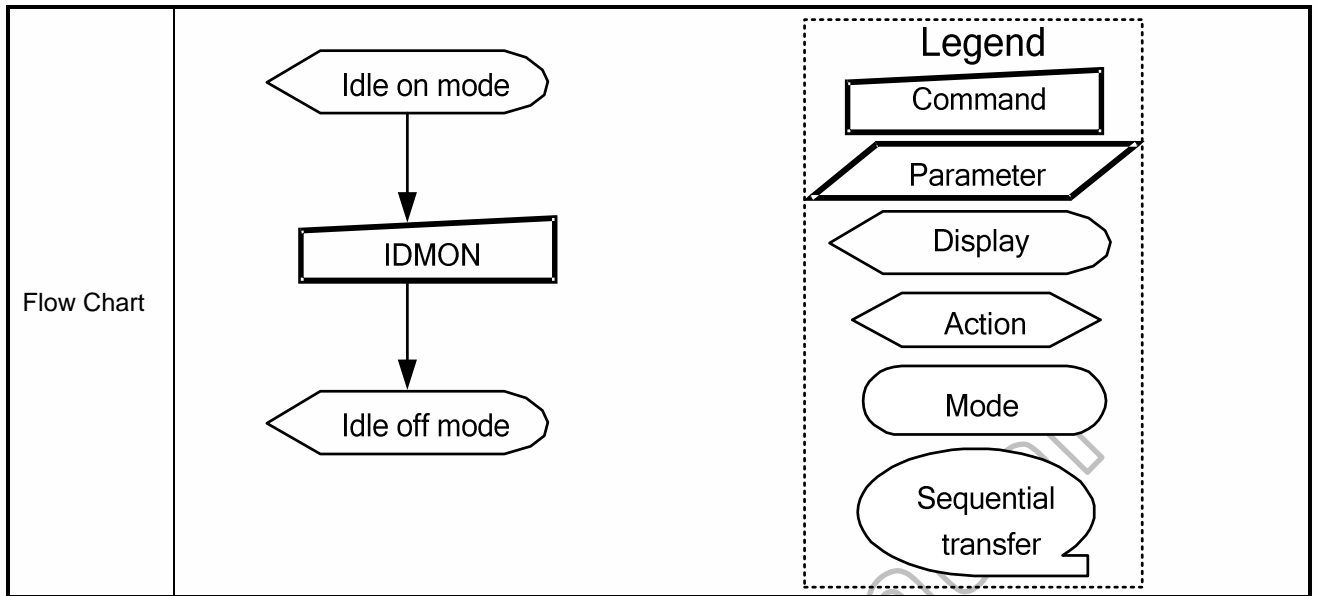 Flow Chart
Idle on mode
IDMON
Idle off mode
Legend
Command
Parameter
Display
Action
Mode
Sequential
transfer